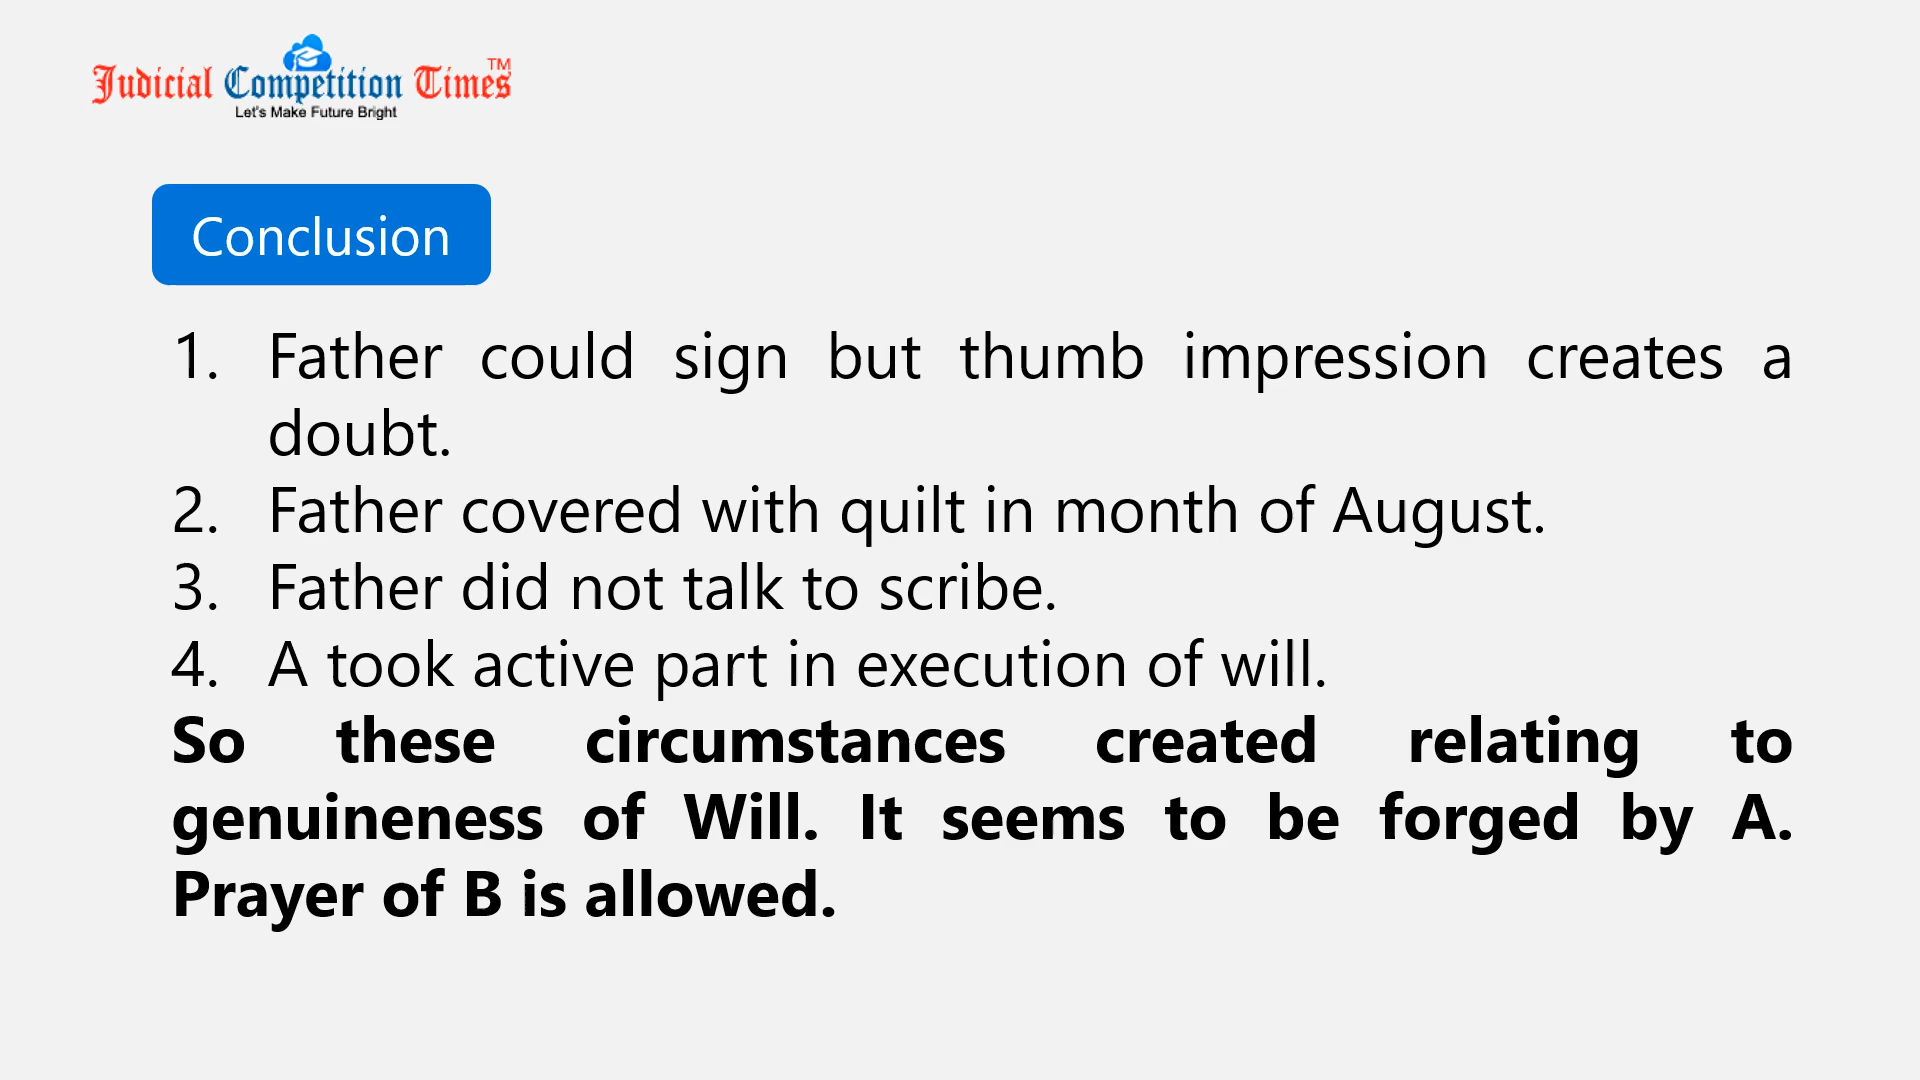 Judicial Competition Times™
Let's Make Future Bright
Conclusion
1. Father could sign but thumb impression creates a
doubt.
2. Father covered with quilt in month of August.
3. Father did not talk to scribe.
4. A took active part in execution of will.
So these circumstances created relating to
genuineness of Will. It seems to be forged by A.
Prayer of B is allowed.